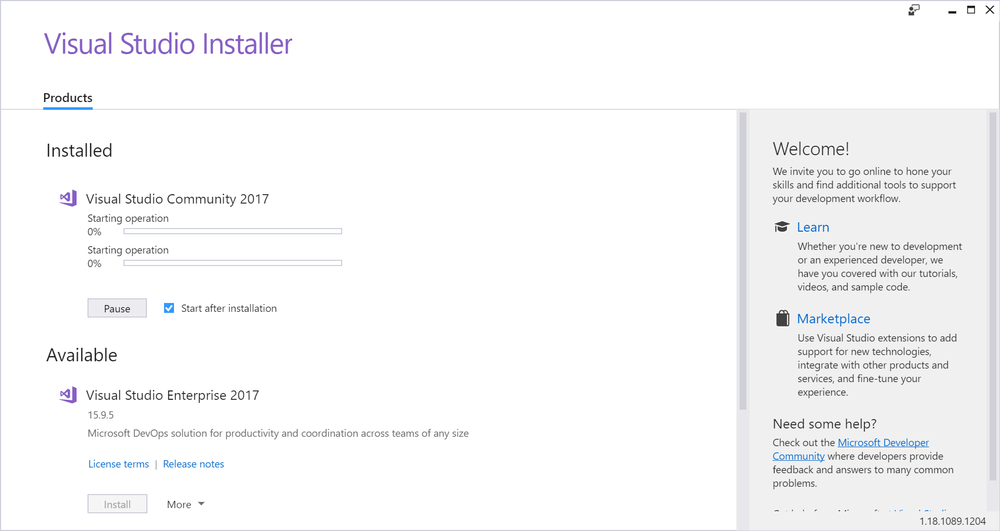 Visual Studio Installer
Products
Installed
Visual Studio Community 2017
Starting operation
0%
Starting operation
0%
Pause
Start after installation
Available
Visual Studio Enterprise 2017
15.9.5
Microsoft DevOps solution for productivity and coordination across teams of any size
License terms | Release notes
Install
More
Welcome!
We invite you to go online to hone your
skills and find additional tools to support
your development workflow.
Learn
Whether you're new to development
or an experienced developer, we
have you covered with our tutorials,
videos, and sample code.
Marketplace
Use Visual Studio extensions to add
support for new technologies,
integrate with other products and
services, and fine-tune your
experience.
Need some help?
Check out the Microsoft Developer
Community where developers provide
feedback and answers to many common
problems.
1.18.1089.1204